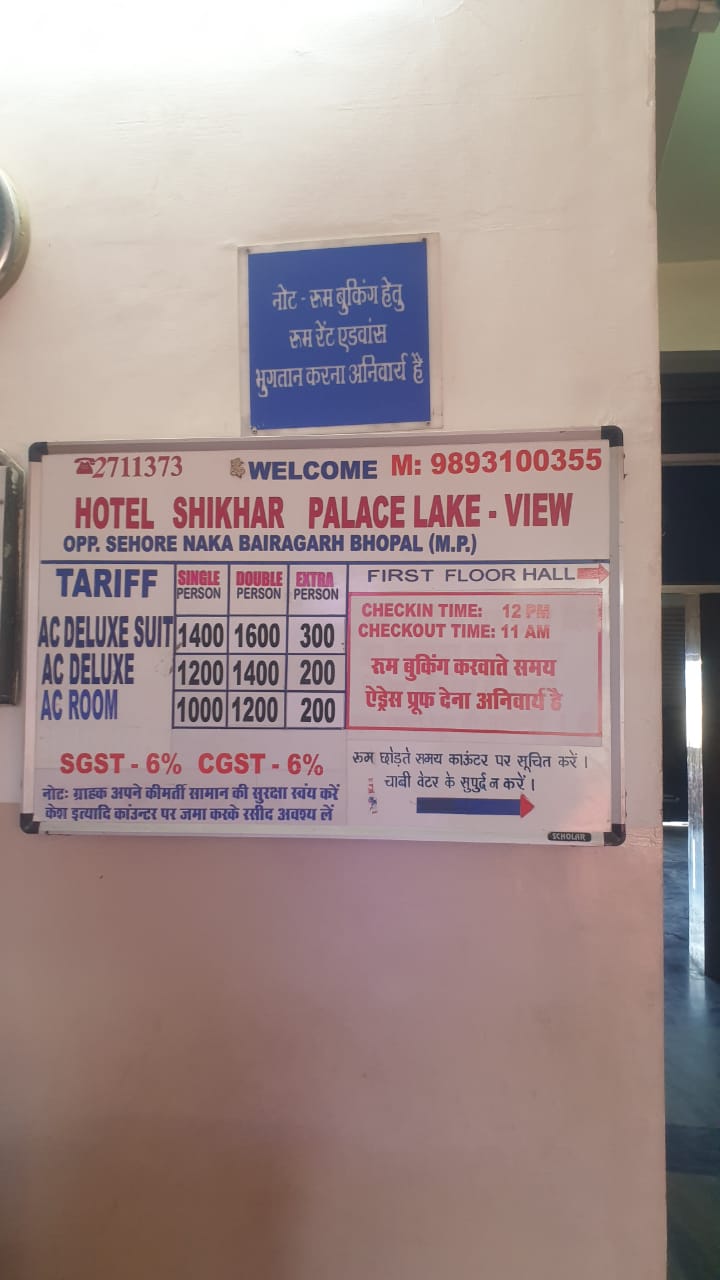 नोट - रूम बुकिंग हेतु
रूम रेंट एडवांस
भुगतान करना अनिवार्य है
☎2711373 WELCOME M: 9893100355
HOTEL SHIKHAR PALACE LAKE - VIEW
OPP. SEHORE NAKA BAIRAGARH BHOPAL (M.P.)
TARIFF SINGLE PERSON DOUBLE PERSON EXTRA PERSON
AC DELUXE SUIT 1400 1600 300
AC DELUXE 1200 1400 200
AC ROOM 1000 1200 200
SGST - 6% CGST - 6%
नोटः ग्राहक अपने कीमर्ती सामान की सुरक्षा स्वंय करें
केश इत्यादि कांउन्टर पर जमा करके रसीद अवश्य लें
FIRST FLOOR HALL
CHECKIN TIME: 12 PM
CHECKOUT TIME: 11 AM
रूम बुकिंग करवाते समय
ऐड्रेस प्रूफ देना अनिवार्य है
रूम छोड़ते समय काऊंटर पर सूचित करें ।
चाबी वेटर के सुपुर्द न करें ।
SCHOLAR